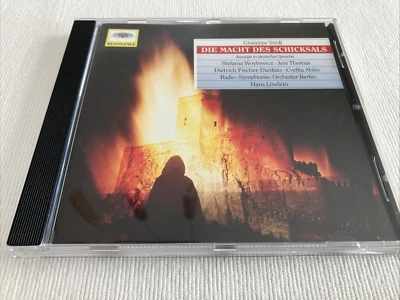 RESONANCE
Giuseppe Verdi
DIE MACHT DES SCHICKSALS
Auszüge in deutscher Sprache
Stefania Woytowicz · Jess Thomas
Dietrich Fischer-Dieskau · Cvetka Ahlin
Radio-Symphonie-Orchester Berlin
Hans Löwlein